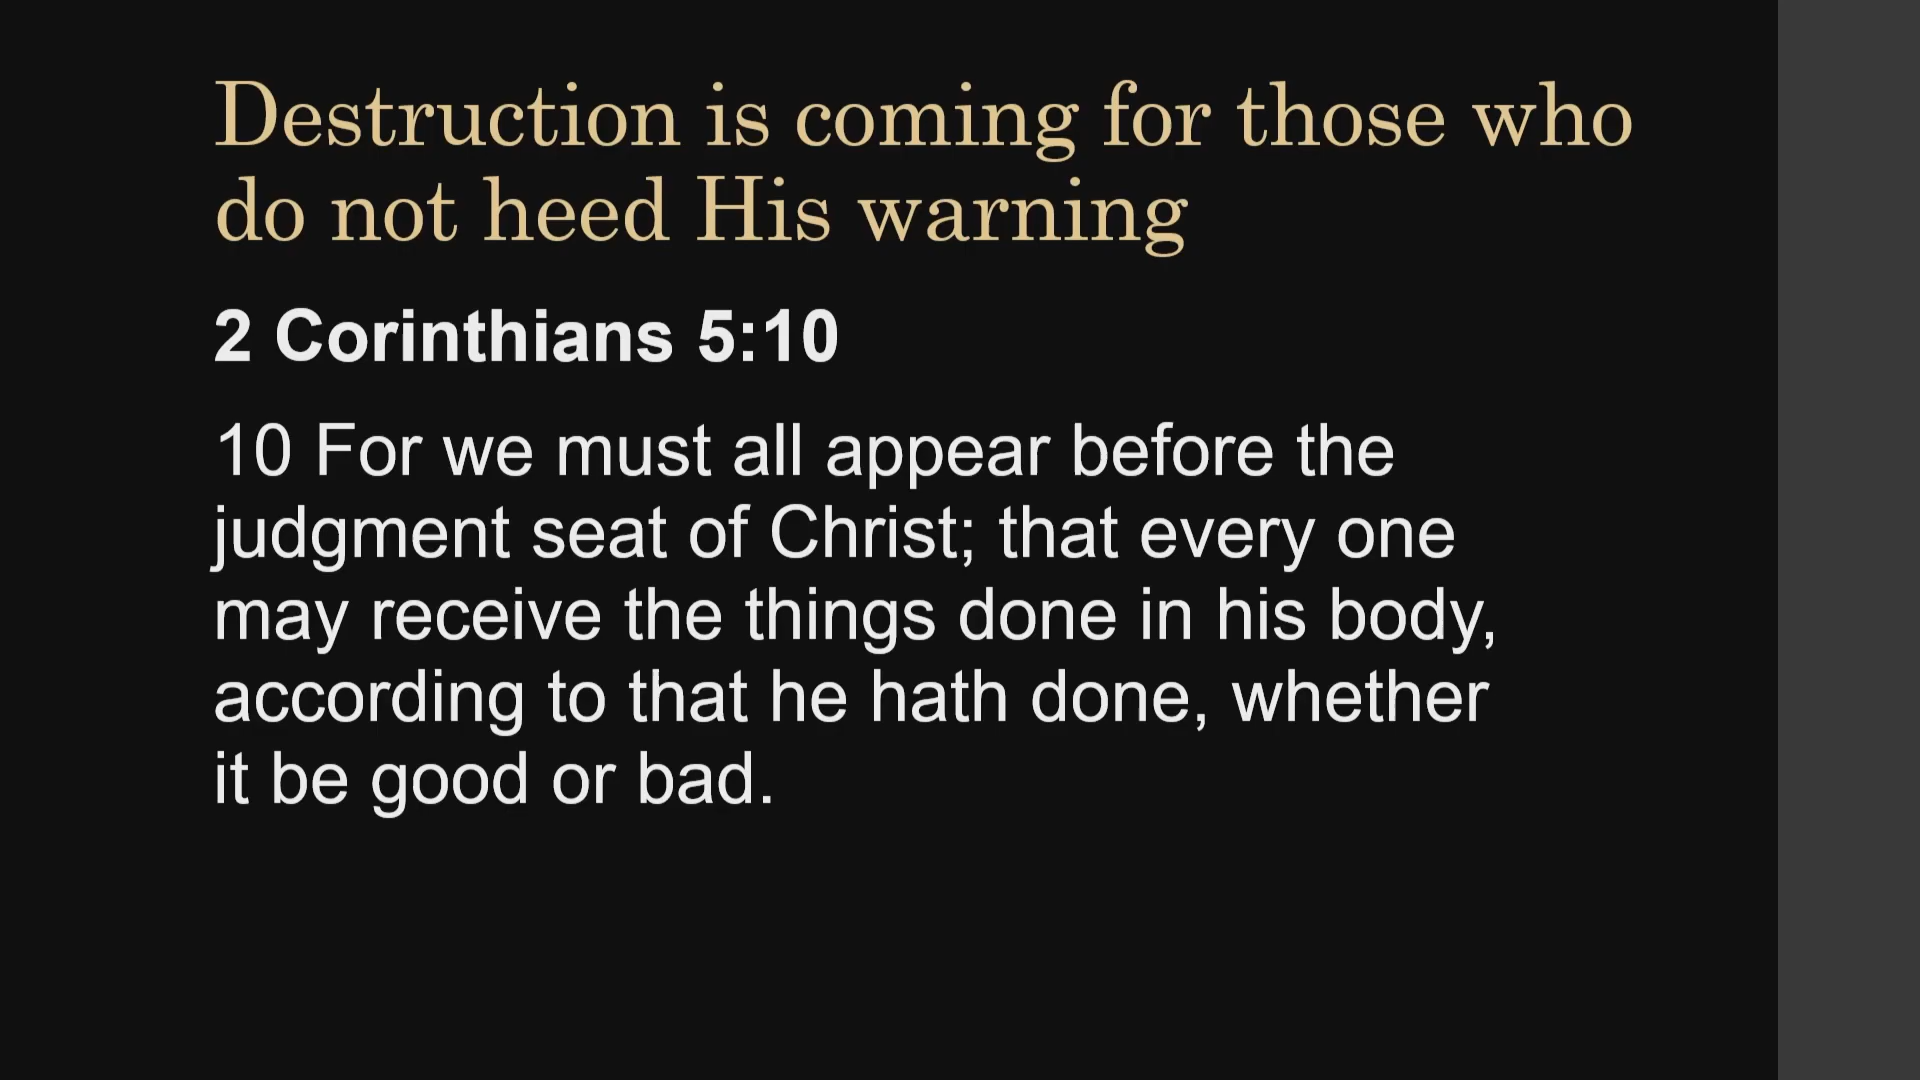 Destruction is coming for those who
do not heed His warning
2 Corinthians 5:10
10 For we must all appear before the
judgment seat of Christ; that every one
may receive the things done in his body,
according to that he hath done, whether
it be good or bad.